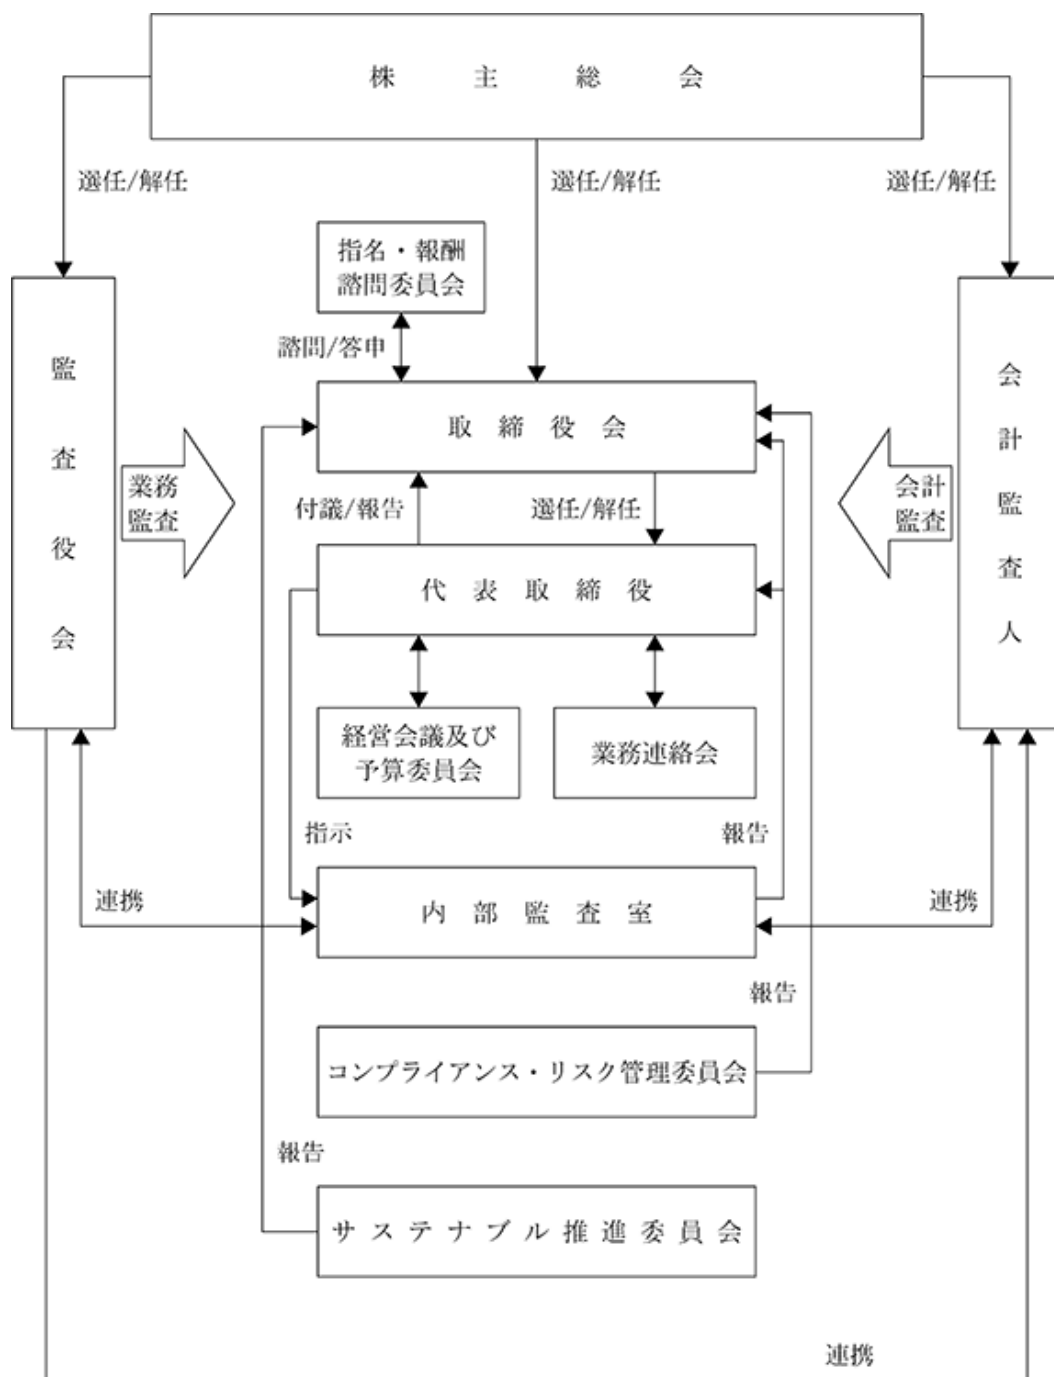 株主総会
選任/解任
選任/解任
選任/解任
指名・報酬
諮問委員会
諮問/答申
監査役会
業務
監査
取締役会
会計
監査
会計監査人
付議/報告
選任/解任
代表取締役
経営会議及び
予算委員会
業務連絡会
指示
報告
連携
内部監査室
連携
報告
コンプライアンス・リスク管理委員会
報告
サステナブル推進委員会
連携